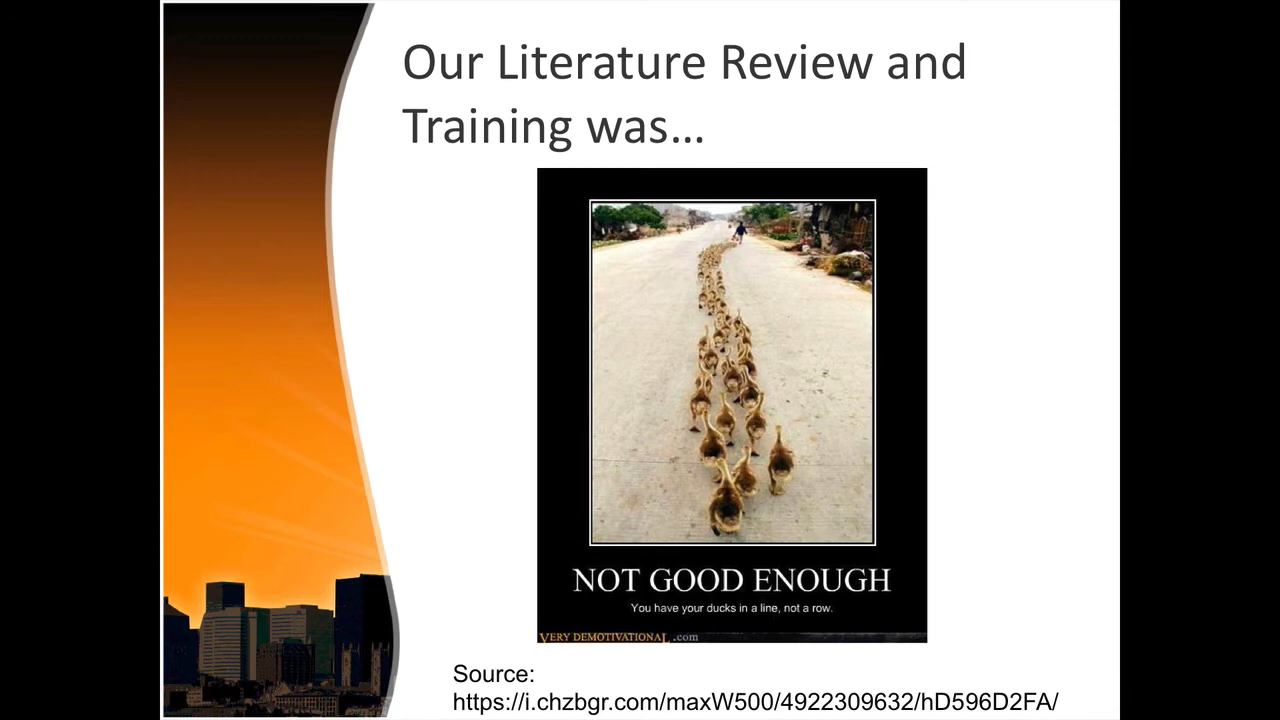 Our Literature Review and
Training was...
NOT GOOD ENOUGH
You have your ducks in a line, not a row.
VERY DEMOTIVATIONAL .com
Source:
https://i.chzbgr.com/maxW500/4922309632/hD596D2FA/